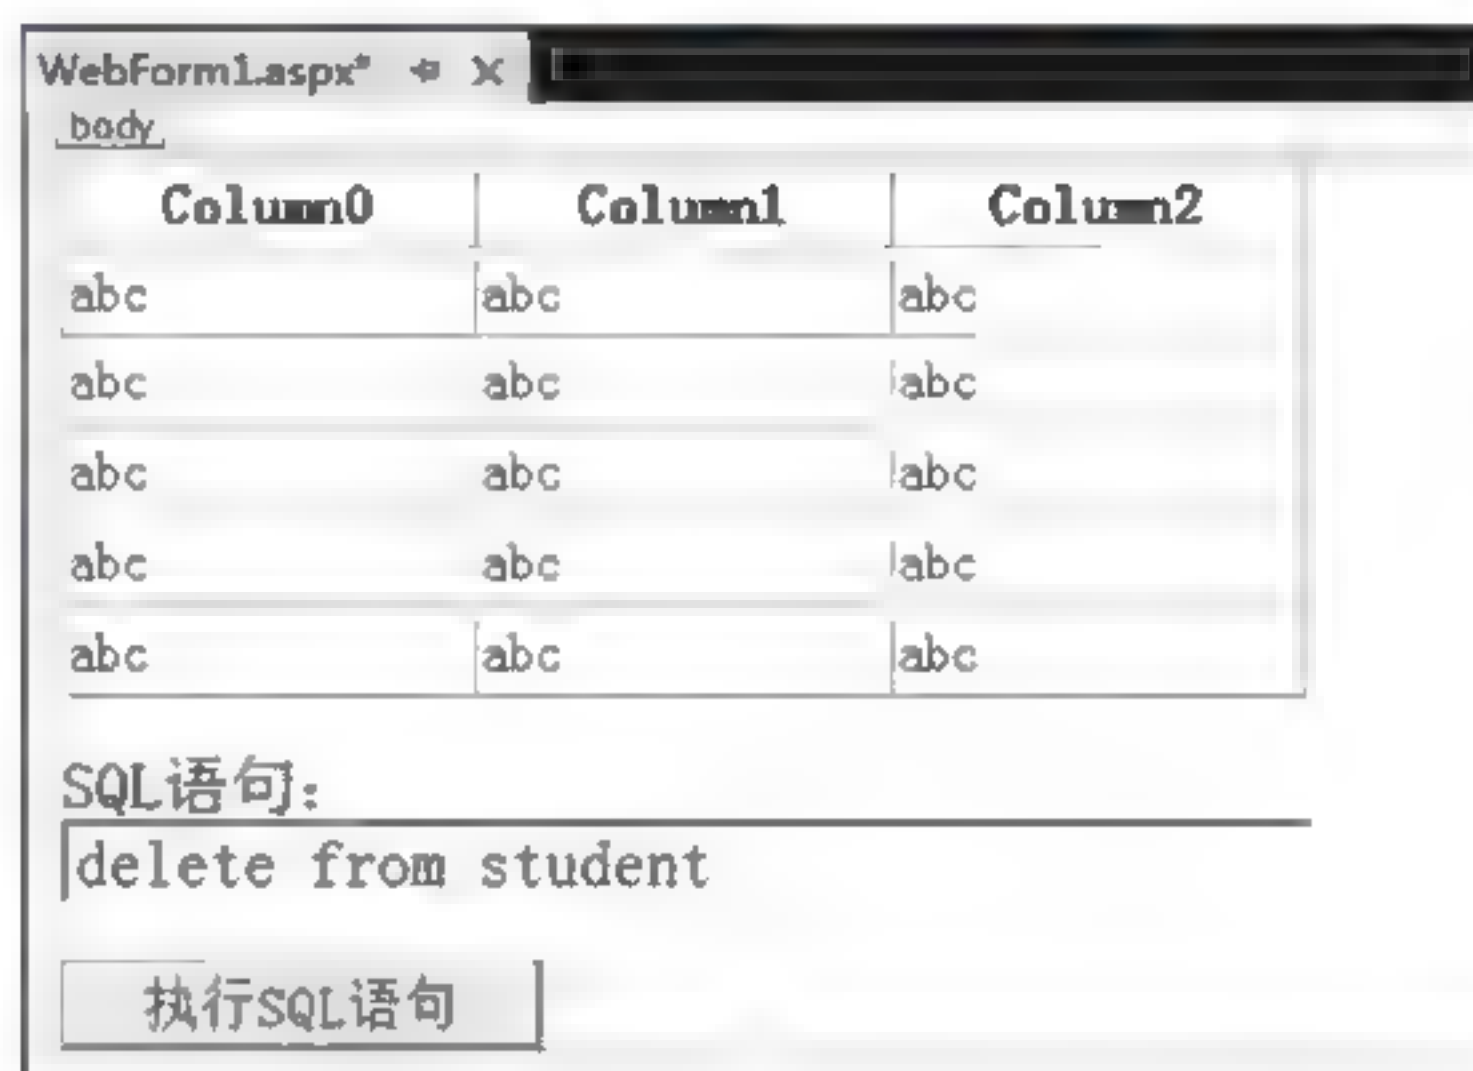 WebForm1.aspx*
body
Column0 Column1 Column2
abc abc abc
abc abc abc
abc abc abc
abc abc abc
abc abc abc
SQL语句:
delete from student
执行SQL语句